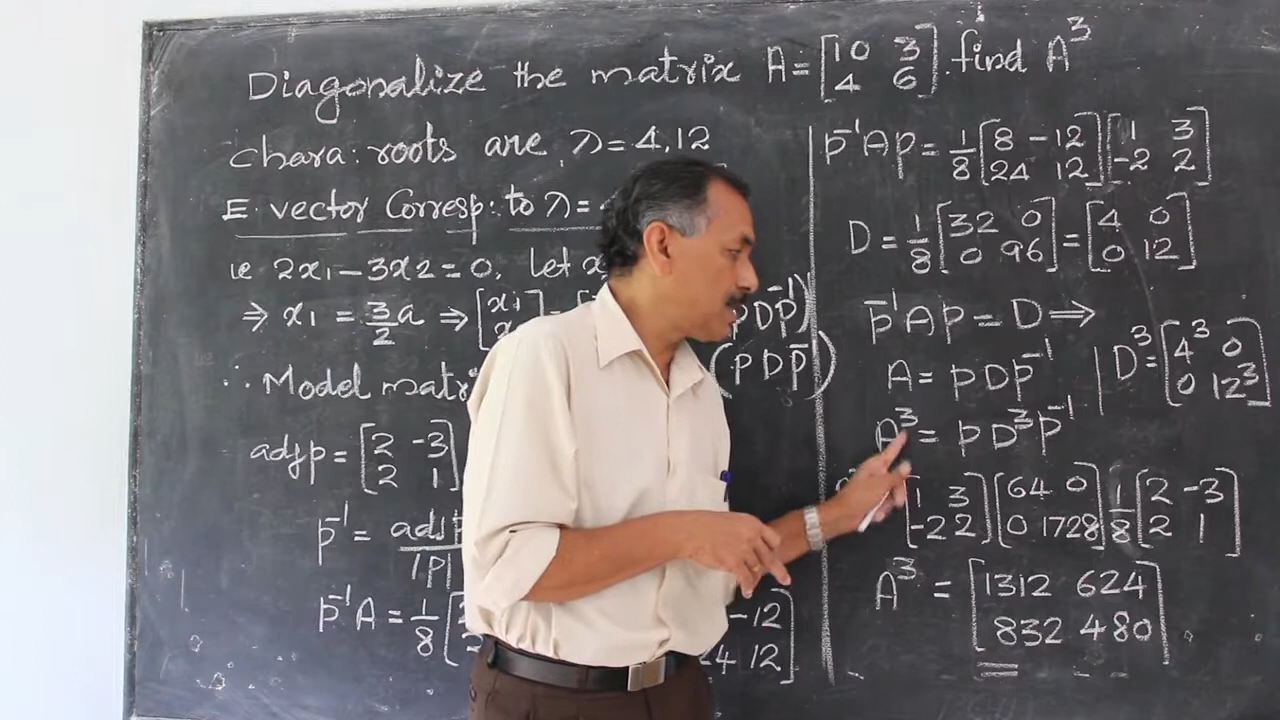 Diagonalize the matrix A = [10 3; 4 6]. find A³
chara: roots are λ = 4, 12
E. vector Corresp: to λ =
ie 2x₁ − 3x₂ = 0, Let
⇒ x₁ = 3/2 a ⇒ [x₁
PDP⁻¹)
∴ Model
(PDP̄)
adjp = [2 −3; 2 1]
P⁻¹ = adjp / |P|
P⁻¹A = 1/8 [
−12; 24 12]
P⁻¹AP = 1/8 [8 −12; 24 12] [1 3; −2 2]
D = 1/8 [32 0; 0 96] = [4 0; 0 12]
P⁻¹AP = D ⇒
A = PDP⁻¹
D³ = [4³ 0; 0 12³]
A³ = PD³P⁻¹
[1 3; −2 2] [64 0; 0 1728] 1/8 [2 −3; 2 1]
A³ = [1312 624; 832 480]